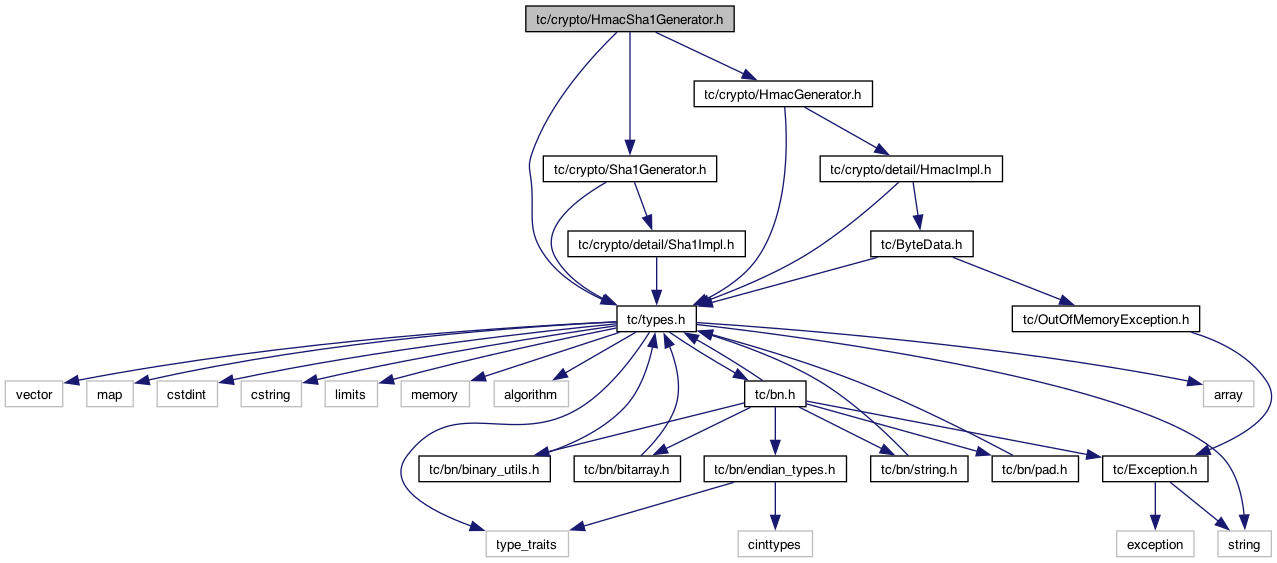 tc/crypto/HmacSha1Generator.h
tc/crypto/HmacGenerator.h
tc/crypto/Sha1Generator.h
tc/crypto/detail/HmacImpl.h
tc/crypto/detail/Sha1Impl.h
tc/ByteData.h
tc/types.h
tc/OutOfMemoryException.h
vector
map
cstdint
cstring
limits
memory
algorithm
tc/bn.h
array
tc/bn/binary_utils.h
tc/bn/bitarray.h
tc/bn/endian_types.h
tc/bn/string.h
tc/bn/pad.h
tc/Exception.h
type_traits
cinttypes
exception
string